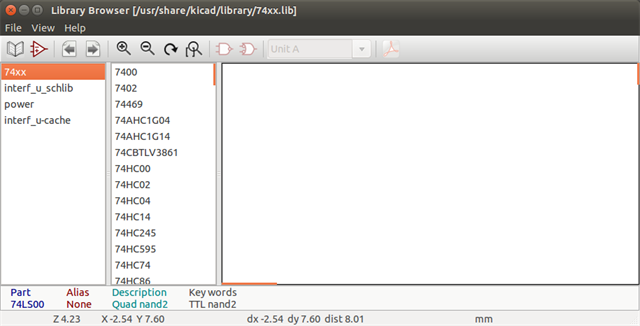 Library Browser [/usr/share/kicad/library/74xx.lib]
File View Help
Unit A
74xx
interf_u_schlib
power
interf_u-cache
7400
7402
74469
74AHC1G04
74AHC1G14
74CBTLV3861
74HC00
74HC02
74HC04
74HC14
74HC245
74HC595
74HC74
74HC86
Part Alias Description Key words
74LS00 None Quad nand2 TTL nand2
Z 4.23 X -2.54 Y 7.60 dx -2.54 dy 7.60 dist 8.01 mm